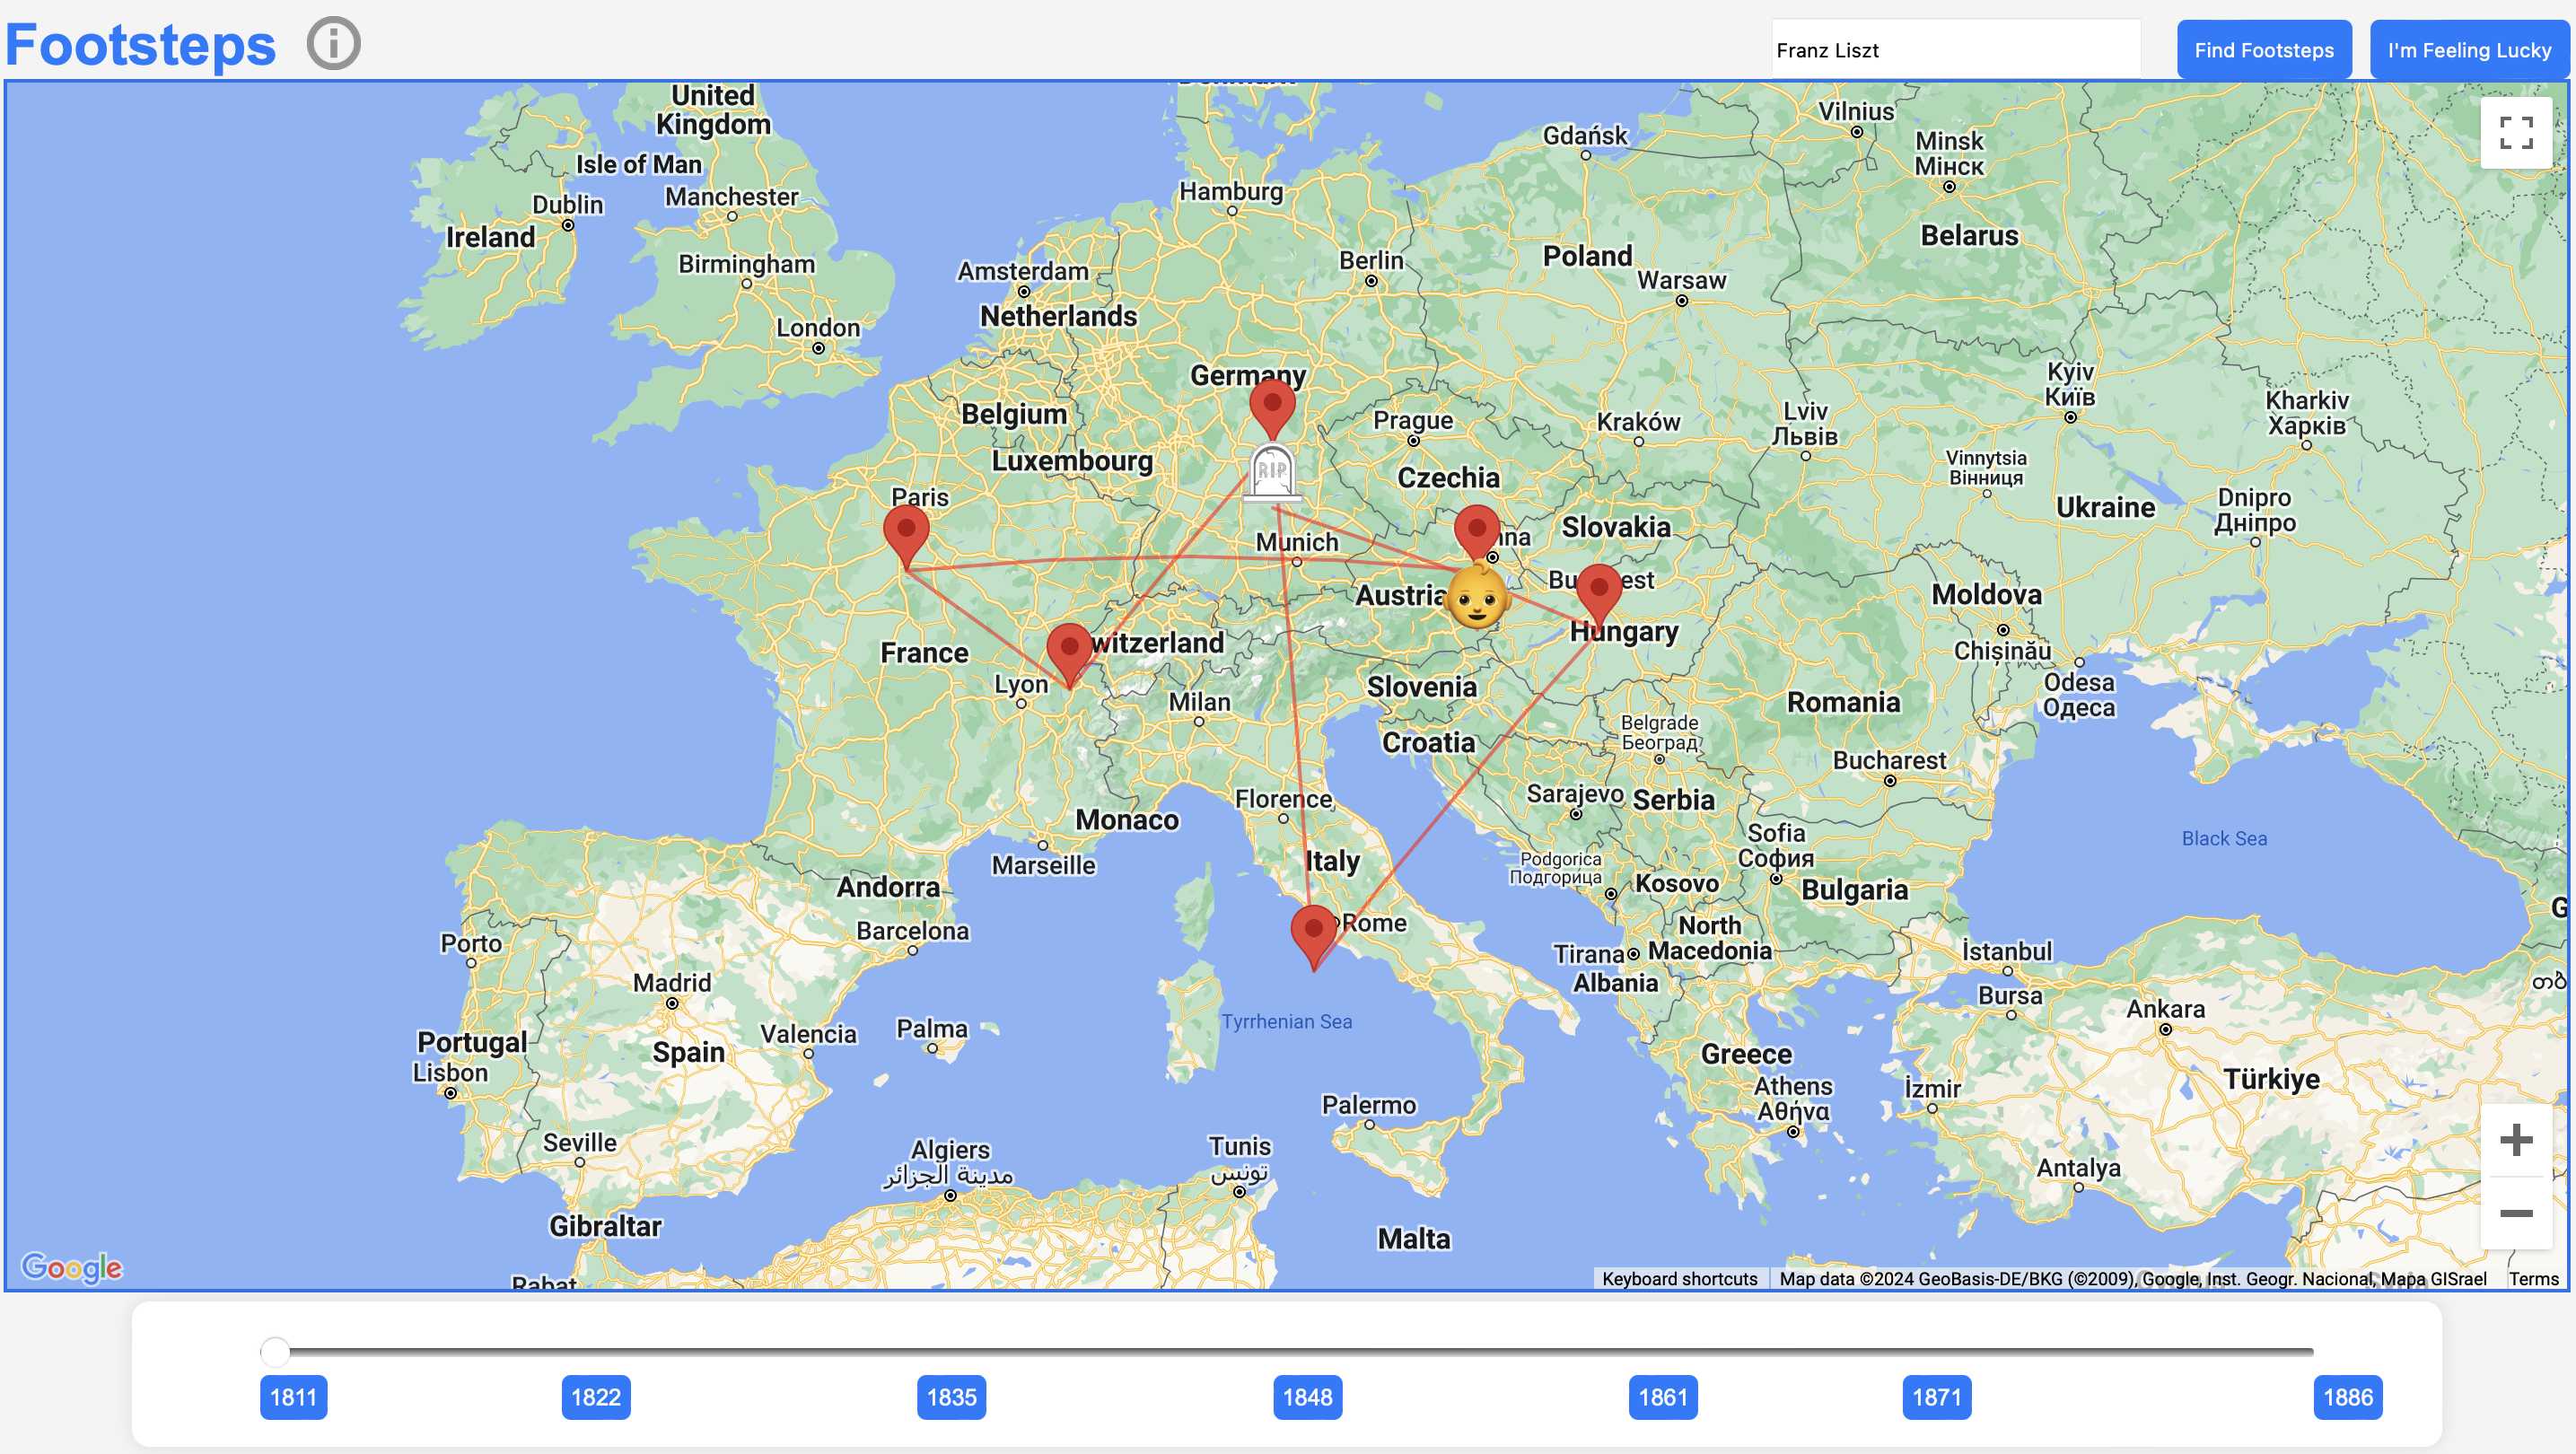 Footsteps
Franz Liszt
Find Footsteps
I'm Feeling Lucky
United
Kingdom
Isle of Man
Manchester
Dublin
Ireland
Birmingham
London
Hamburg
Amsterdam
Netherlands
Berlin
Gdańsk
Poland
Warsaw
Vilnius
Minsk
Мінск
Belarus
Germany
Belgium
Luxembourg
Prague
Czechia
Kraków
Lviv
Львів
Kyiv
Київ
Kharkiv
Харків
Vinnytsia
Вінниця
Ukraine
Dnipro
Дніпро
Paris
RIP
Munich
nna
Slovakia
Bu
est
Austria
Hungary
Moldova
Chișinău
Odesa
Одеса
France
witzerland
Lyon
Milan
Slovenia
Croatia
Belgrade
Београд
Romania
Bucharest
Sarajevo
Serbia
Florence
Monaco
Marseille
Italy
Andorra
Barcelona
Rome
Podgorica
Подгорица
Kosovo
Sofia
София
Bulgaria
Black Sea
G
North
Macedonia
Tirana
Albania
İstanbul
Bursa
Ankara
Porto
Madrid
Portugal
Lisbon
Spain
Valencia
Palma
Tyrrhenian Sea
Greece
Athens
Αθήνα
İzmir
Türkiye
Antalya
Palermo
Seville
Algiers
مدينة الجزائر
Tunis
تونس
Gibraltar
Malta
Rabat
Google
Keyboard shortcuts
Map data ©2024 GeoBasis-DE/BKG (©2009), Google, Inst. Geogr. Nacional, Mapa GISrael
Terms
1811
1822
1835
1848
1861
1871
1886